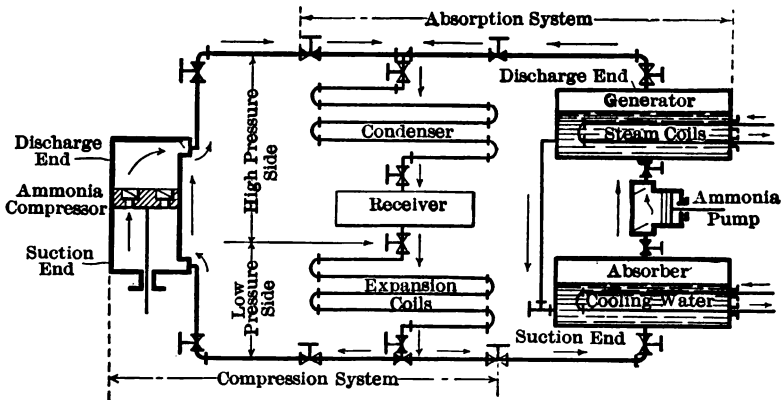 Absorption System
Discharge End
Generator
Steam Coils
Condenser
Discharge
End
High Pressure
Side
Ammonia
Compressor
Receiver
Ammonia
Pump
Suction
End
Low
Pressure
Side
Expansion
Coils
Absorber
Cooling Water
Suction End
Compression System